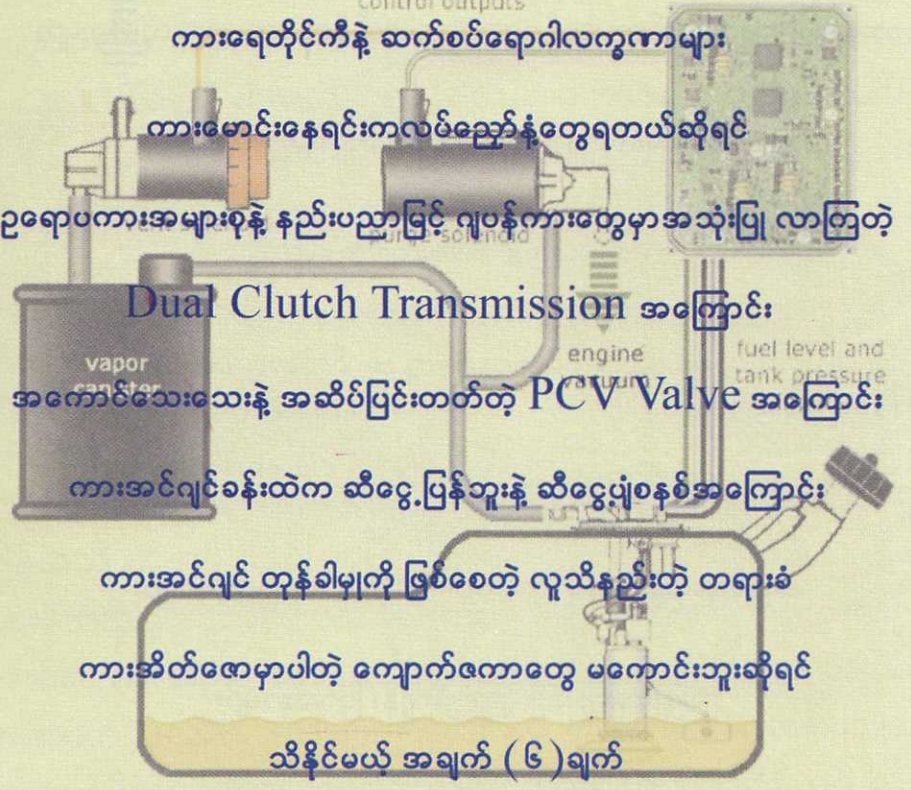 control outputs
ကားရေတိုင်ကီနဲ့ ဆက်စပ်ရောဂါလက္ခဏာများ
ကားမောင်းနေရင်းကလပ်ညှော်နံ့တွေရတယ်ဆိုရင်
ဥရောပကားအများစုနဲ့ နည်းပညာမြင့် ဂျပန်ကားတွေမှာအသုံးပြု လာကြတဲ့
purge solenoid
Dual Clutch Transmission အကြောင်း
vapor
canister
engine
vacuum
fuel level and
tank pressure
အကောင်သေးသေးနဲ့ အဆိပ်ပြင်းတတ်တဲ့ PCV Valve အကြောင်း
ကားအင်ဂျင်ခန်းထဲက ဆီငွေ့ပြန်ဘူးနဲ့ ဆီငွေ့ပျံစနစ်အကြောင်း
ကားအင်ဂျင် တုန်ခါမှုကို ဖြစ်စေတဲ့ လူသိနည်းတဲ့ တရားခံ
ကားအိတ်ဇောမှာပါတဲ့ ကျောက်ဇကာတွေ မကောင်းဘူးဆိုရင်
သိနိုင်မယ့် အချက် (၆)ချက်